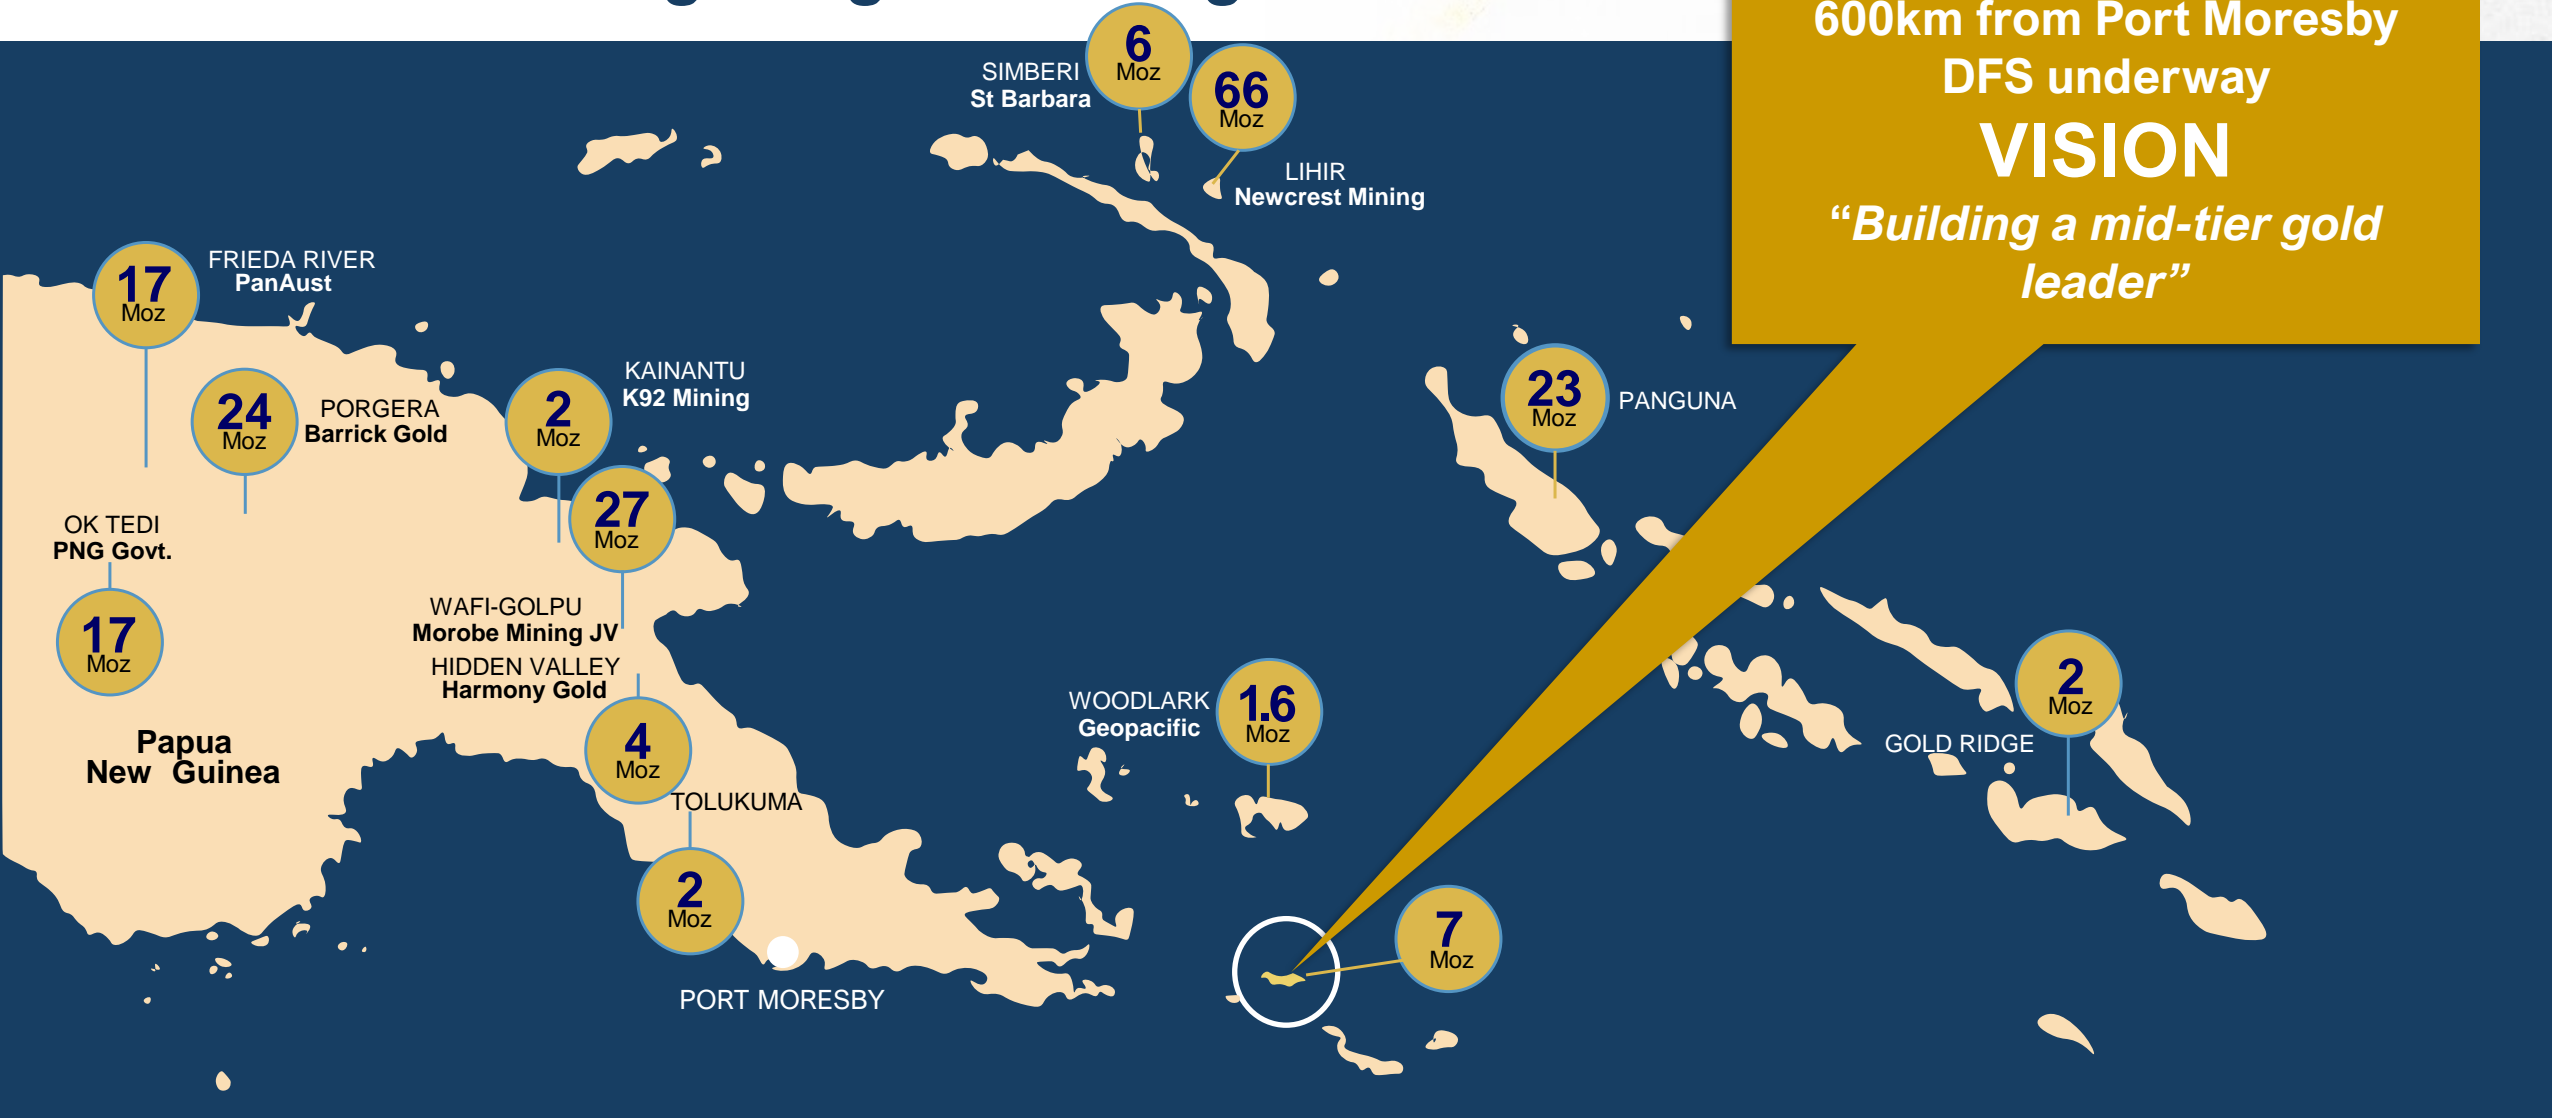 600km from Port Moresby
DFS underway
VISION
“Building a mid-tier gold
leader”
6
Moz
SIMBERI
St Barbara
66
Moz
LIHIR
Newcrest Mining
17
Moz
FRIEDA RIVER
PanAust
24
Moz
PORGERA
Barrick Gold
2
Moz
KAINANTU
K92 Mining
23
Moz
PANGUNA
27
Moz
OK TEDI
PNG Govt.
17
Moz
WAFI-GOLPU
Morobe Mining JV
HIDDEN VALLEY
Harmony Gold
4
Moz
WOODLARK
Geopacific
1.6
Moz
2
Moz
GOLD RIDGE
Papua
New Guinea
TOLUKUMA
2
Moz
7
Moz
PORT MORESBY